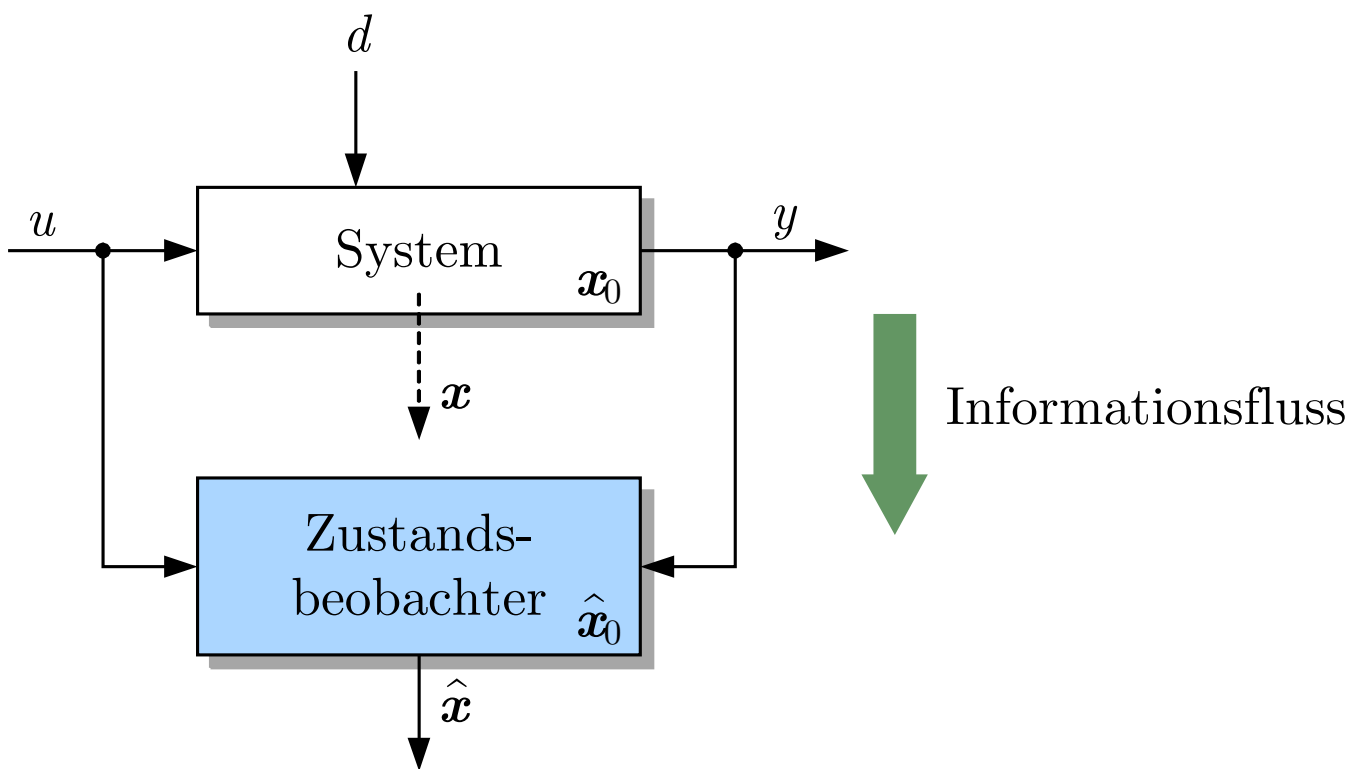 d
u
y
System
x₀
x
Informationsfluss
Zustands-
beobachter
x̂₀
x̂